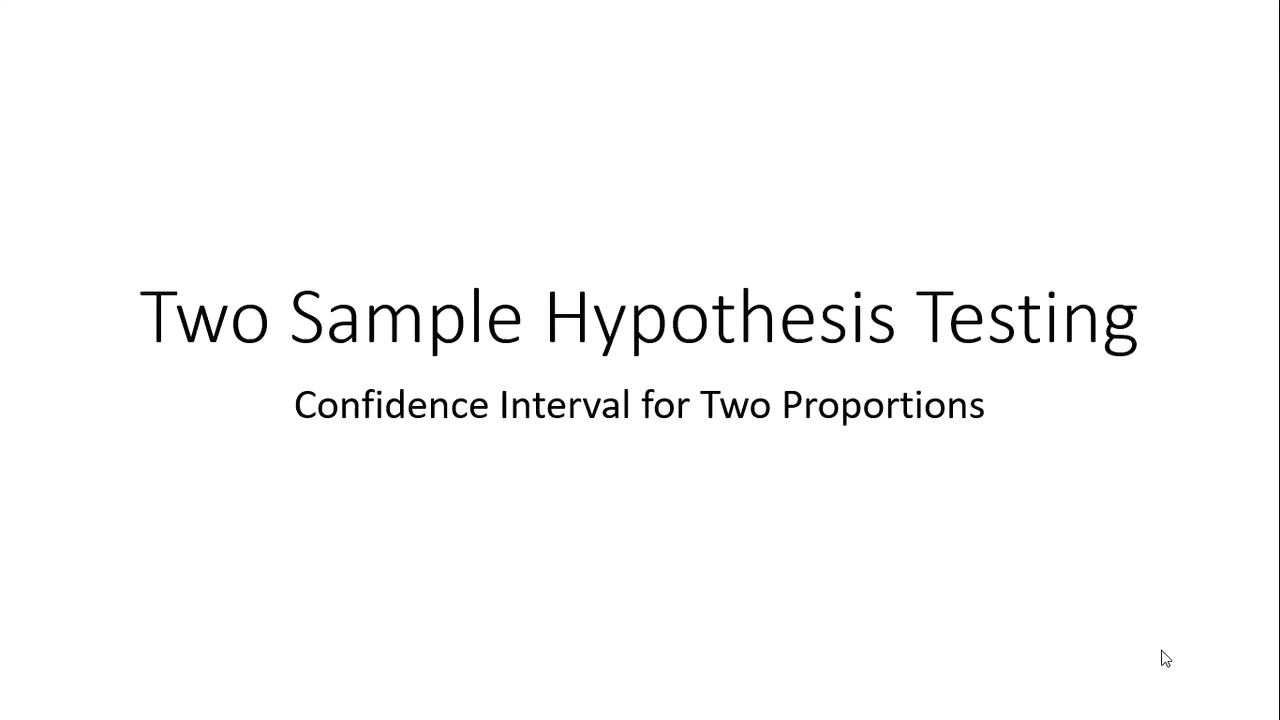 Two Sample Hypothesis Testing
Confidence Interval for Two Proportions